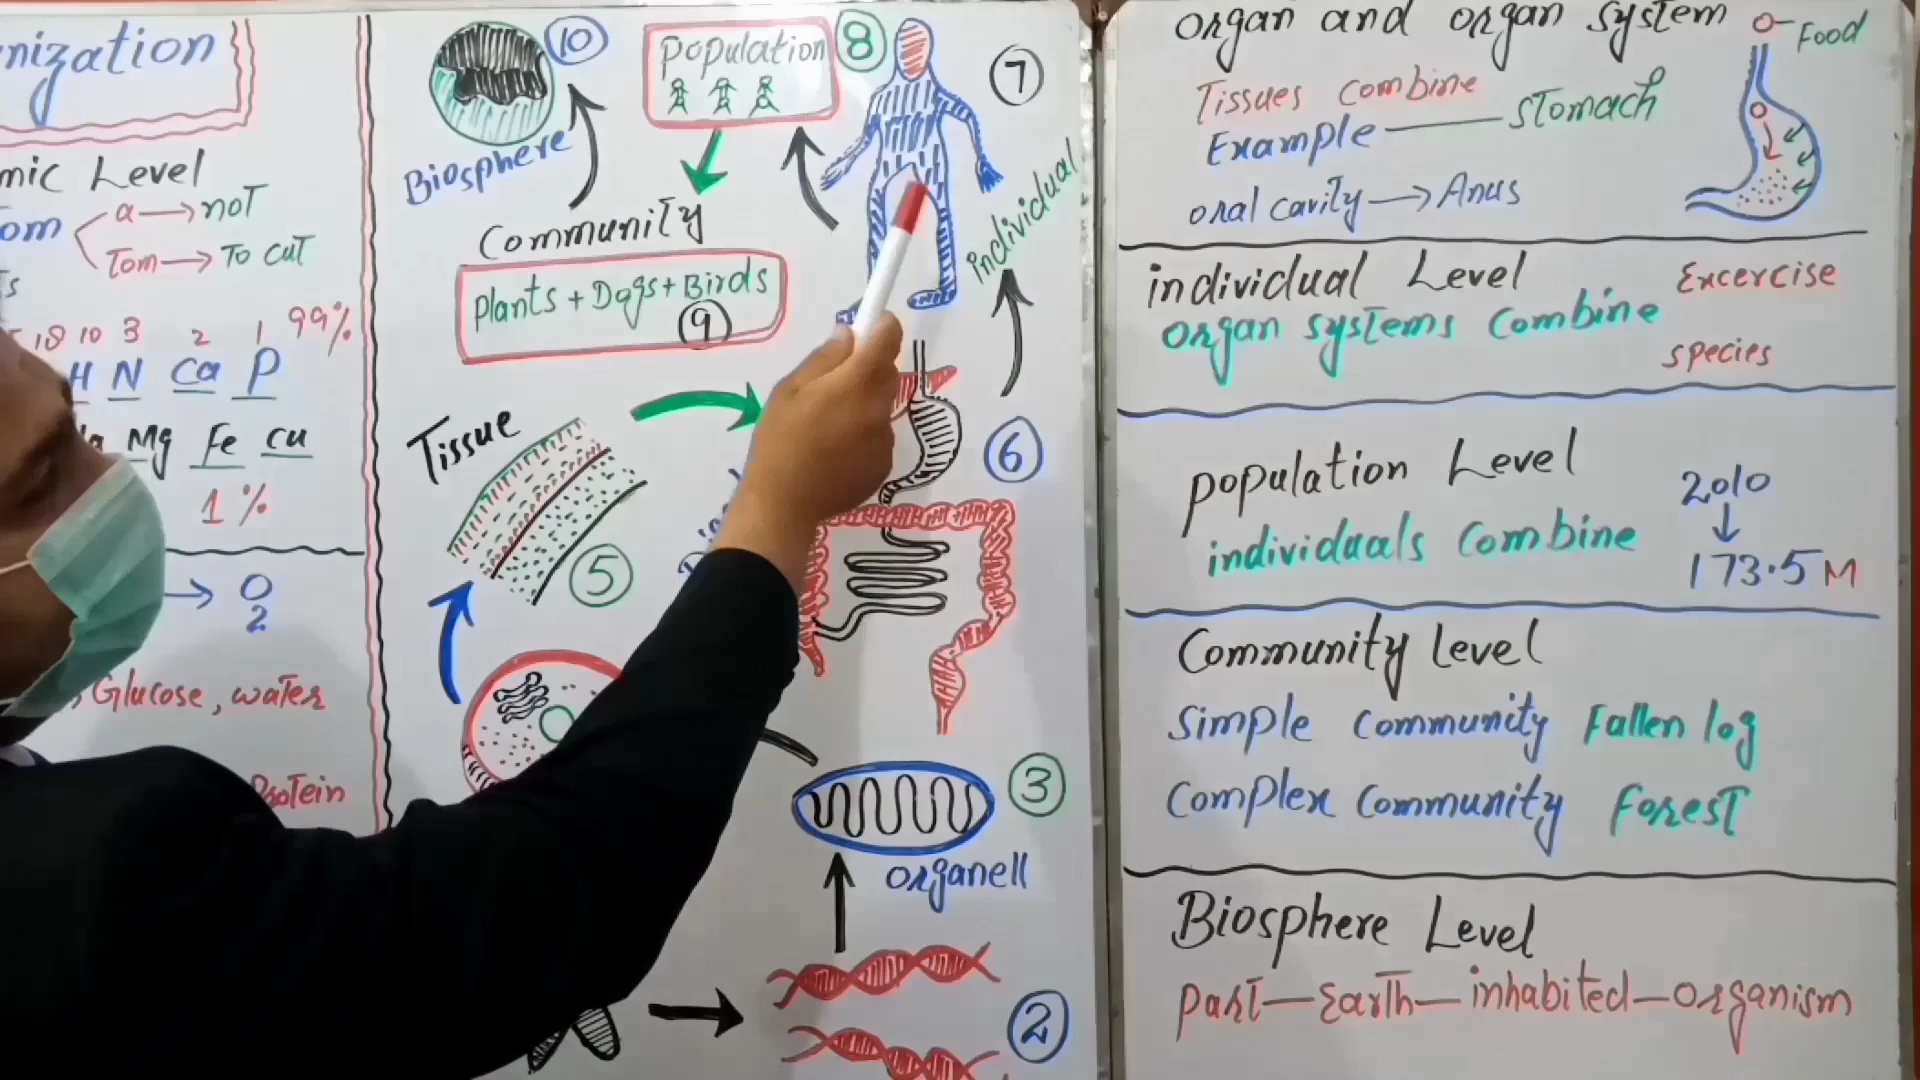 nization
mic Level
om
a → not
Tom → To cut
s
10 3 2 1 99%
H N Ca P
Mg Fe Cu
1 %
→ O
2
, Glucose, water
Protein
Biosphere
10
Population
8
7
Community
Plants + Dogs + Birds
9
individual
Tissue
5
6
3
organell
2
organ and organ system
Food
Tissues combine
Example — stomach
oral cavity → Anus
individual Level
Excercise
organ systems combine
species
population Level
individuals combine
2010
173.5 M
Community Level
simple community Fallen log
Complex community Forest
Biosphere Level
part — Earth — inhabited — organism